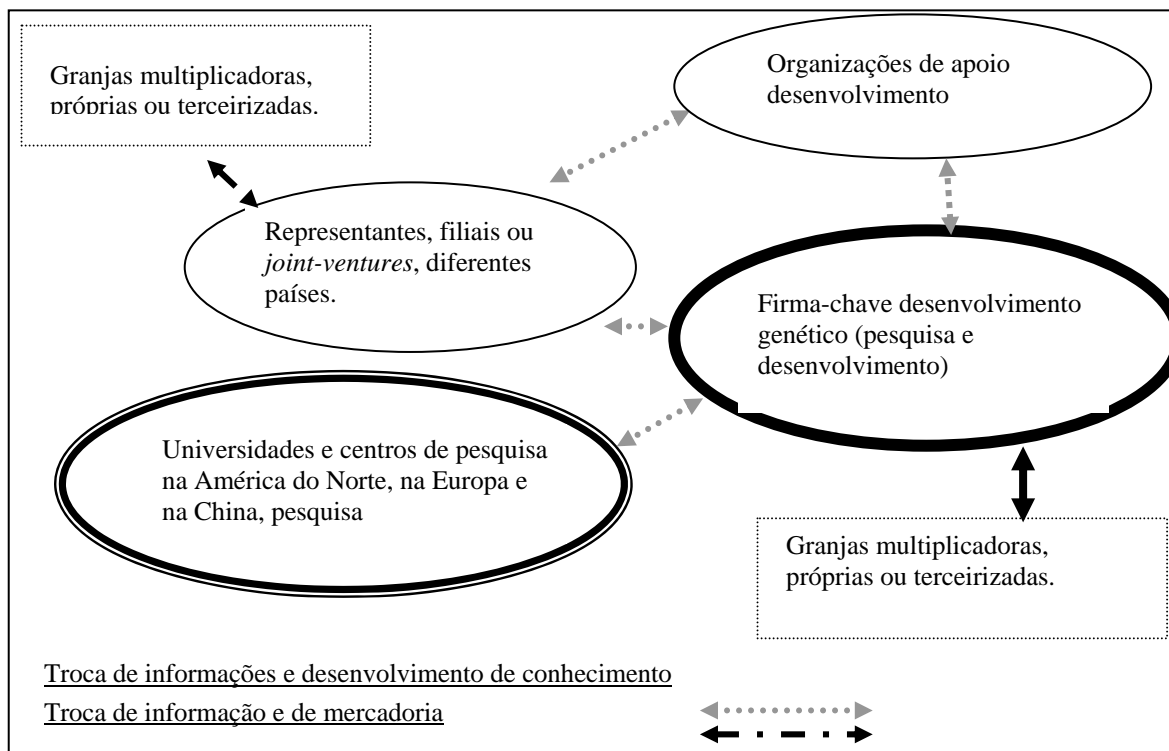 Granjas multiplicadoras,
próprias ou terceirizadas.
Organizações de apoio
desenvolvimento
Representantes, filiais ou
joint-ventures, diferentes
países.
Firma-chave desenvolvimento
genético (pesquisa e
desenvolvimento)
Universidades e centros de pesquisa
na América do Norte, na Europa e
na China, pesquisa
Granjas multiplicadoras,
próprias ou terceirizadas.
Troca de informações e desenvolvimento de conhecimento
Troca de informação e de mercadoria